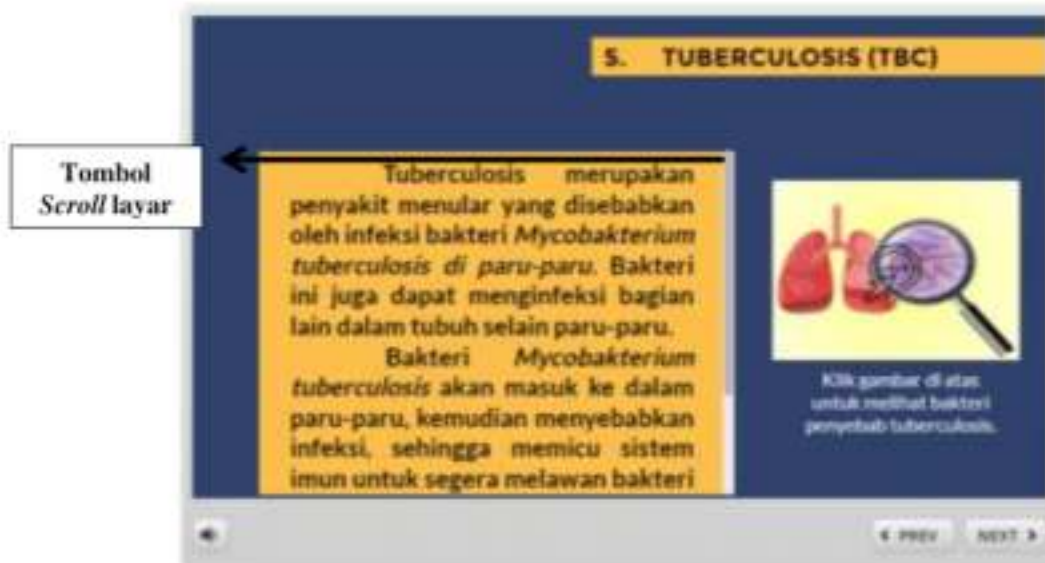 5. TUBERCULOSIS (TBC)
Tombol
Scroll layar
Tuberculosis merupakan
penyakit menular yang disebabkan
oleh infeksi bakteri Mycobakterium
tuberculosis di paru-paru. Bakteri
ini juga dapat menginfeksi bagian
lain dalam tubuh selain paru-paru.
Bakteri Mycobakterium
tuberculosis akan masuk ke dalam
paru-paru, kemudian menyebabkan
infeksi, sehingga memicu sistem
imun untuk segera melawan bakteri
Klik gambar di atas
untuk melihat bakteri
penyebab tuberculosis.
PREV
NEXT